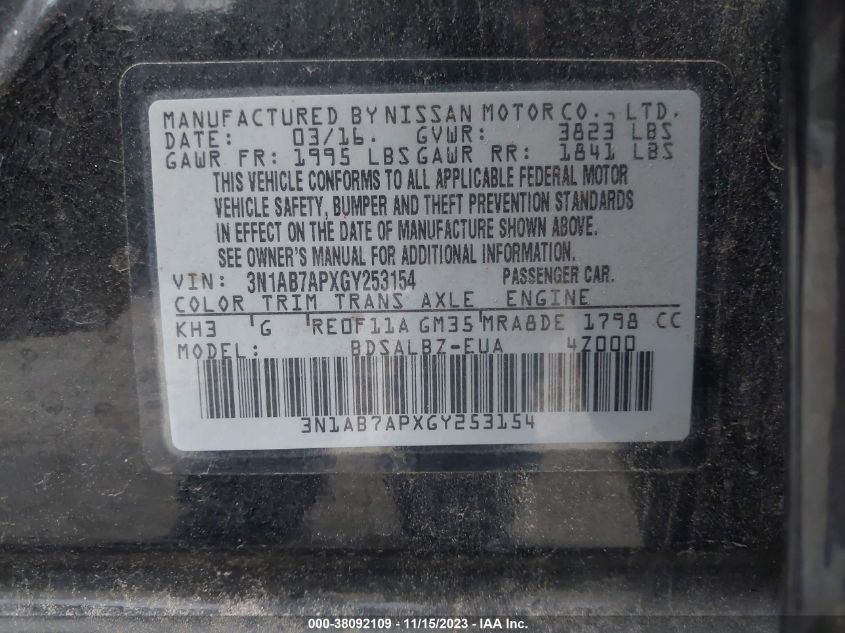 MANUFACTURED BY NISSAN MOTOR CO., LTD.
DATE: 03/16. GVWR: 3823 LBS
GAWR FR: 1995 LBS GAWR RR: 1841 LBS
THIS VEHICLE CONFORMS TO ALL APPLICABLE FEDERAL MOTOR
VEHICLE SAFETY, BUMPER AND THEFT PREVENTION STANDARDS
IN EFFECT ON THE DATE OF MANUFACTURE SHOWN ABOVE.
SEE OWNER'S MANUAL FOR ADDITIONAL INFORMATION.
VIN: 3N1AB7APXGY253154 PASSENGER CAR.
COLOR TRIM TRANS AXLE ENGINE
KH3 G RE0F11A GM35 MRA8DE 1798 CC
MODEL: BDSALBZ-EUA 4Z000
3N1AB7APXGY253154
000-38092109 - 11/15/2023 - IAAI.COM